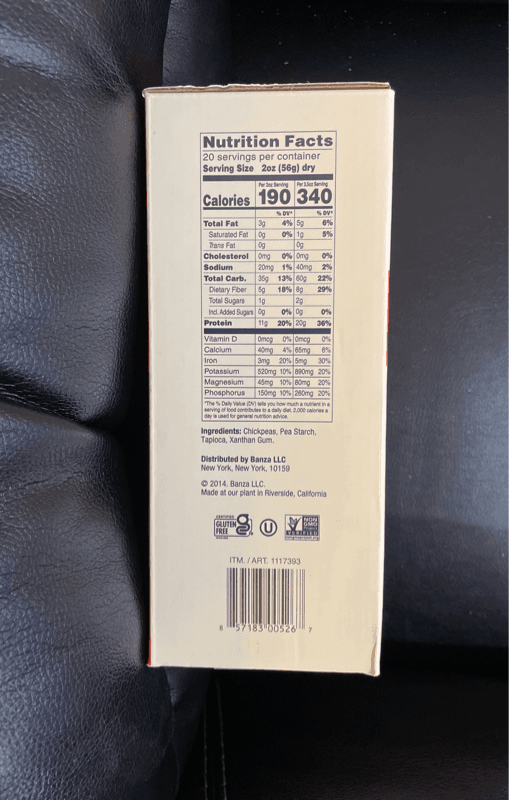 Nutrition Facts
20 servings per container
Serving Size 2oz (56g) dry
Per 2oz Serving Per 3.5oz Serving
Calories 190 340
% DV* % DV*
Total Fat 3g 4% 5g 6%
Saturated Fat 0g 0% 1g 5%
Trans Fat 0g 0g
Cholesterol 0mg 0% 0mg 0%
Sodium 20mg 1% 40mg 2%
Total Carb. 35g 13% 60g 22%
Dietary Fiber 5g 18% 8g 29%
Total Sugars 1g 2g
Incl. Added Sugars 0g 0% 0g 0%
Protein 11g 20% 20g 36%
Vitamin D 0mcg 0% 0mcg 0%
Calcium 40mg 4% 65mg 6%
Iron 3mg 20% 5mg 30%
Potassium 520mg 10% 890mg 20%
Magnesium 45mg 10% 80mg 20%
Phosphorus 150mg 10% 260mg 20%
*The % Daily Value (DV) tells you how much a nutrient in a
serving of food contributes to a daily diet. 2,000 calories a
day is used for general nutrition advice.
Ingredients: Chickpeas, Pea Starch,
Tapioca, Xanthan Gum.
Distributed by Banza LLC
New York, New York, 10159
© 2014. Banza LLC.
Made at our plant in Riverside, California
CERTIFIED
GLUTEN
FREE
U
NON
GMO
VERIFIED
ITM. / ART. 1117393
8 57183 00526 7